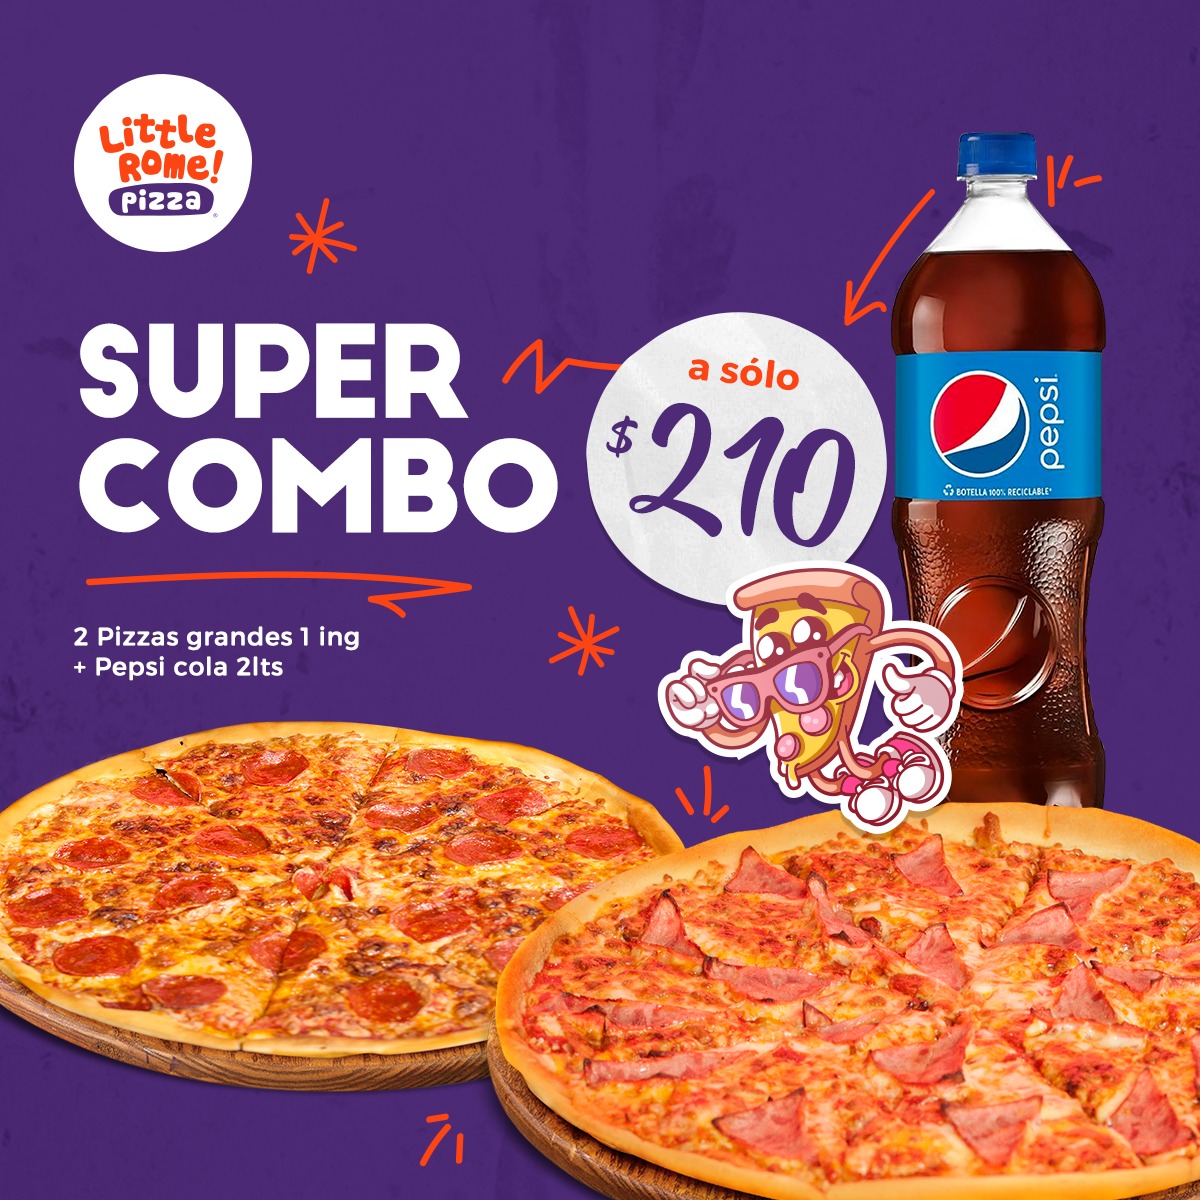 Little
Rome!
Pizza
SUPER
COMBO
a sólo
$210
2 Pizzas grandes 1 ing
+ Pepsi cola 2lts
pepsi
BOTELLA 100% RECICLABLE*